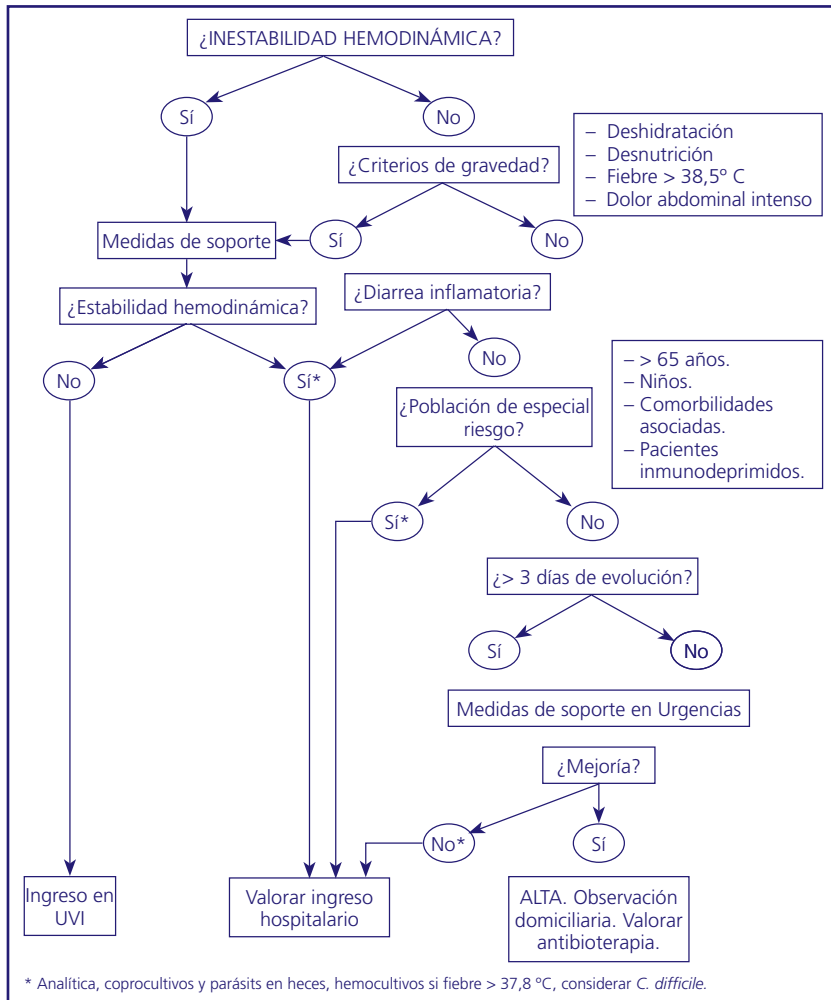 ¿INESTABILIDAD HEMODINÁMICA?
Sí
No
– Deshidratación
– Desnutrición
– Fiebre > 38,5º C
– Dolor abdominal intenso
¿Criterios de gravedad?
Medidas de soporte
Sí
No
¿Estabilidad hemodinámica?
¿Diarrea inflamatoria?
No
Sí*
No
– > 65 años.
– Niños.
– Comorbilidades
asociadas.
– Pacientes
inmunodeprimidos.
¿Población de especial
riesgo?
Sí*
No
¿> 3 días de evolución?
Sí
No
Medidas de soporte en Urgencias
¿Mejoría?
No*
Sí
Ingreso en
UVI
Valorar ingreso
hospitalario
ALTA. Observación
domiciliaria. Valorar
antibioterapia.
* Analítica, coprocultivos y parásits en heces, hemocultivos si fiebre > 37,8 ºC, considerar C. difficile.